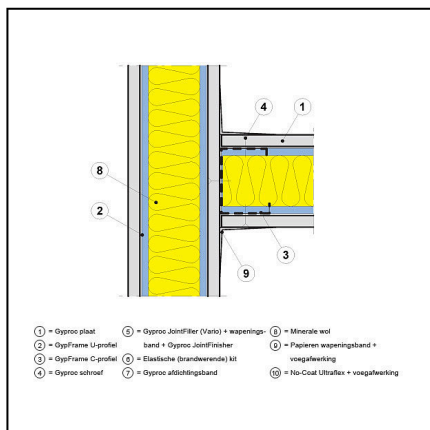 4
1
8
2
3
9
1 = Gyproc plaat
2 = GypFrame U-profiel
3 = GypFrame C-profiel
4 = Gyproc schroef
5 = Gyproc JointFiller (Vario) + wapenings-
band + Gyproc JointFinisher
6 = Elastische (brandwerende) kit
7 = Gyproc afdichtingsband
8 = Minerale wol
9 = Papieren wapeningsband +
voegafwerking
10 = No-Coat Ultraflex + voegafwerking